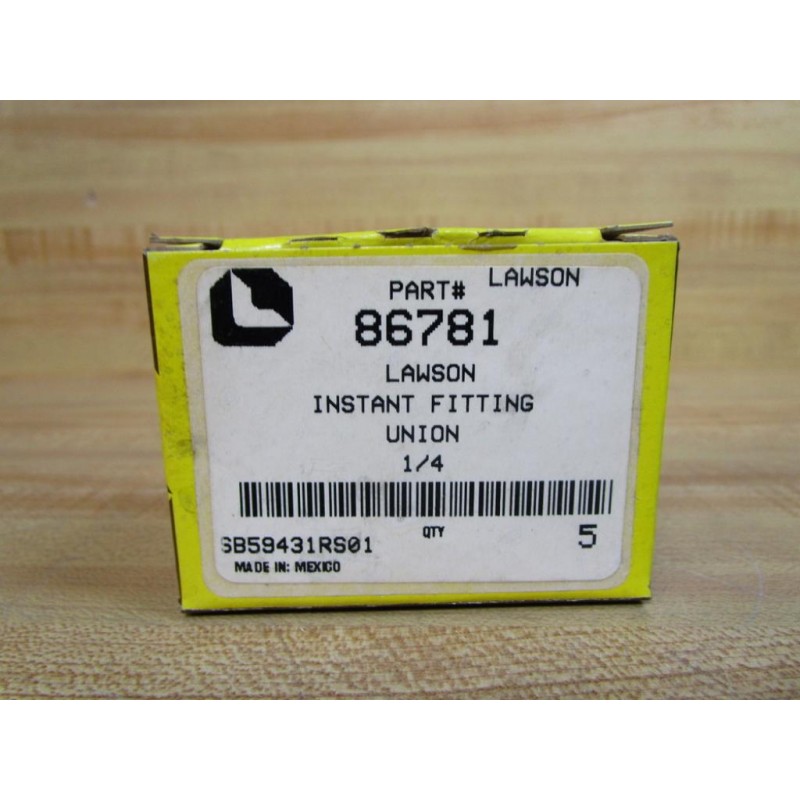 LAWSON
PART#
86781
LAWSON
INSTANT FITTING
UNION
1/4
QTY
5
SB59431RS01
MADE IN: MEXICO